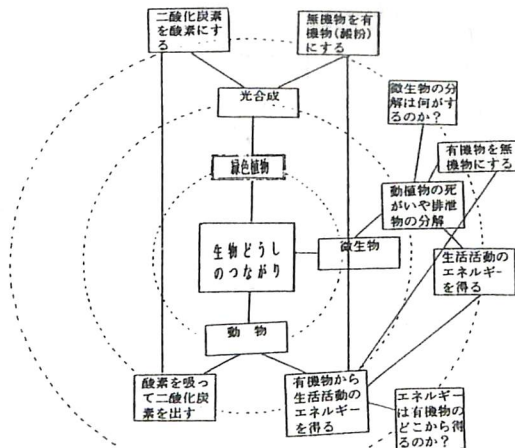 二酸化炭素
を酸素にす
る
無機物を有
機物(澱粉)
にする
光合成
微生物の分
解は何がす
るのか？
緑色植物
有機物を無
機物にする
動植物の死
がいや排泄
物の分解
生物どうし
のつながり
微生物
生活活動の
エネルギー
を得る
動　物
酸素を吸っ
て二酸化炭
素を出す
有機物から
生活活動の
エネルギー
を得る
エネルギー
は有機物の
どこから得
るのか？